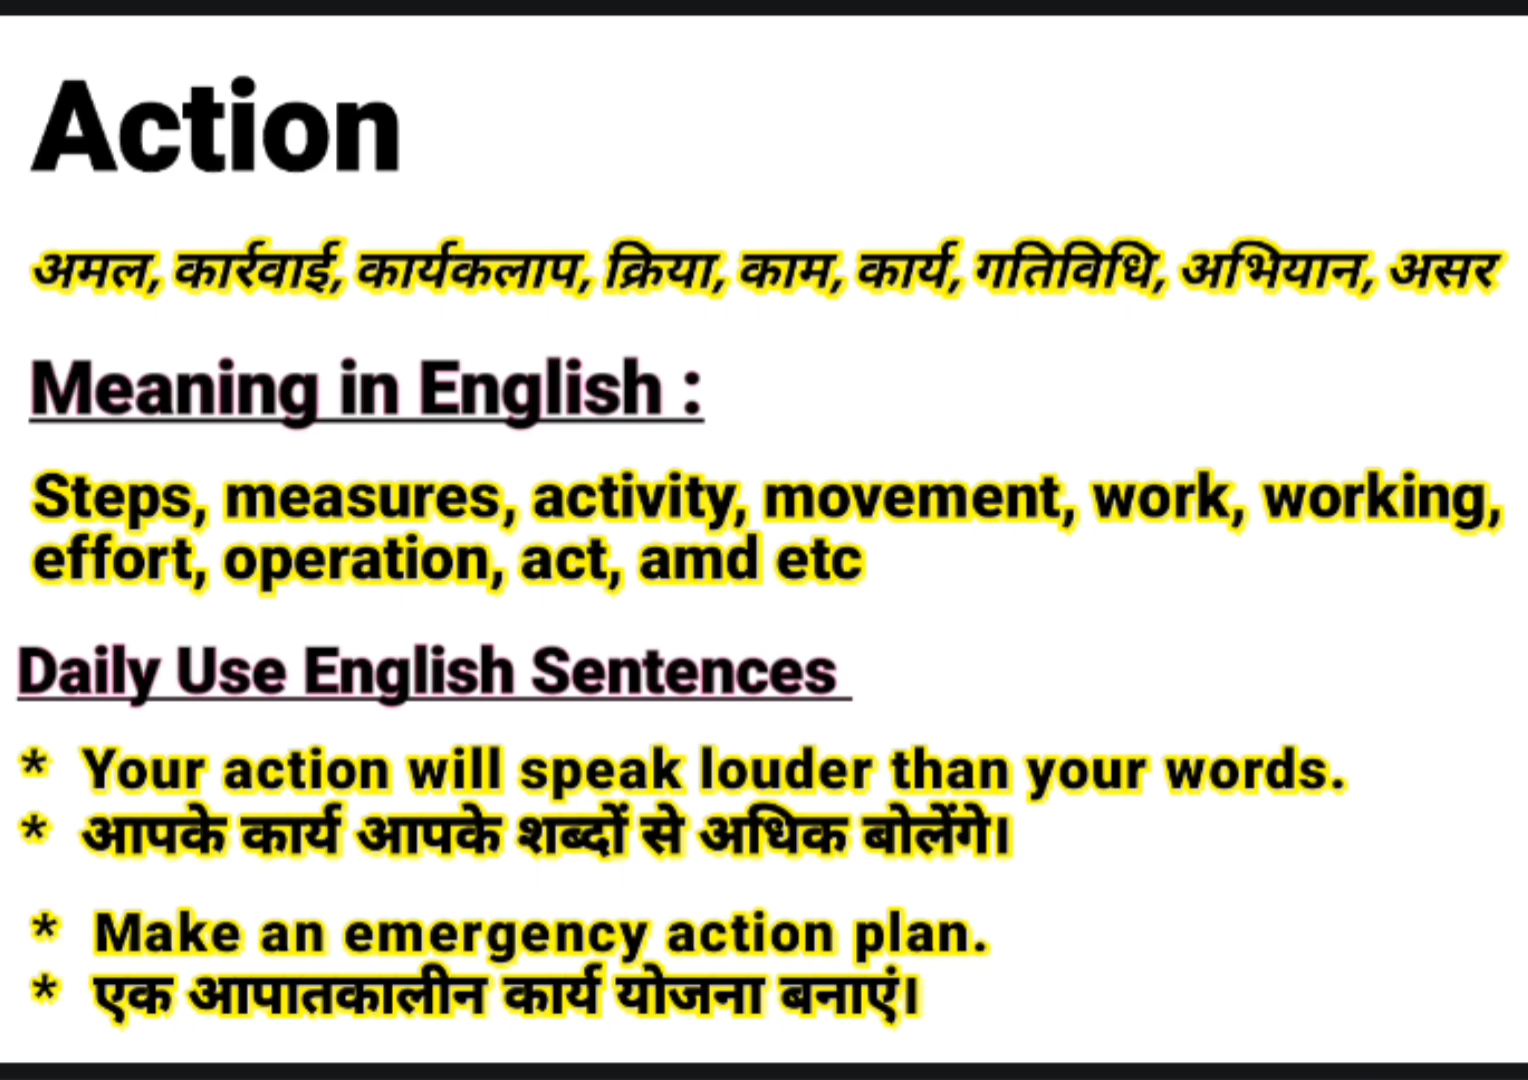 Action
अमल, कार्रवाई, कार्यकलाप, क्रिया, काम, कार्य, गतिविधि, अभियान, असर
Meaning in English :
Steps, measures, activity, movement, work, working,
effort, operation, act, amd etc
Daily Use English Sentences
* Your action will speak louder than your words.
* आपके कार्य आपके शब्दों से अधिक बोलेंगे।
* Make an emergency action plan.
* एक आपातकालीन कार्य योजना बनाएं।